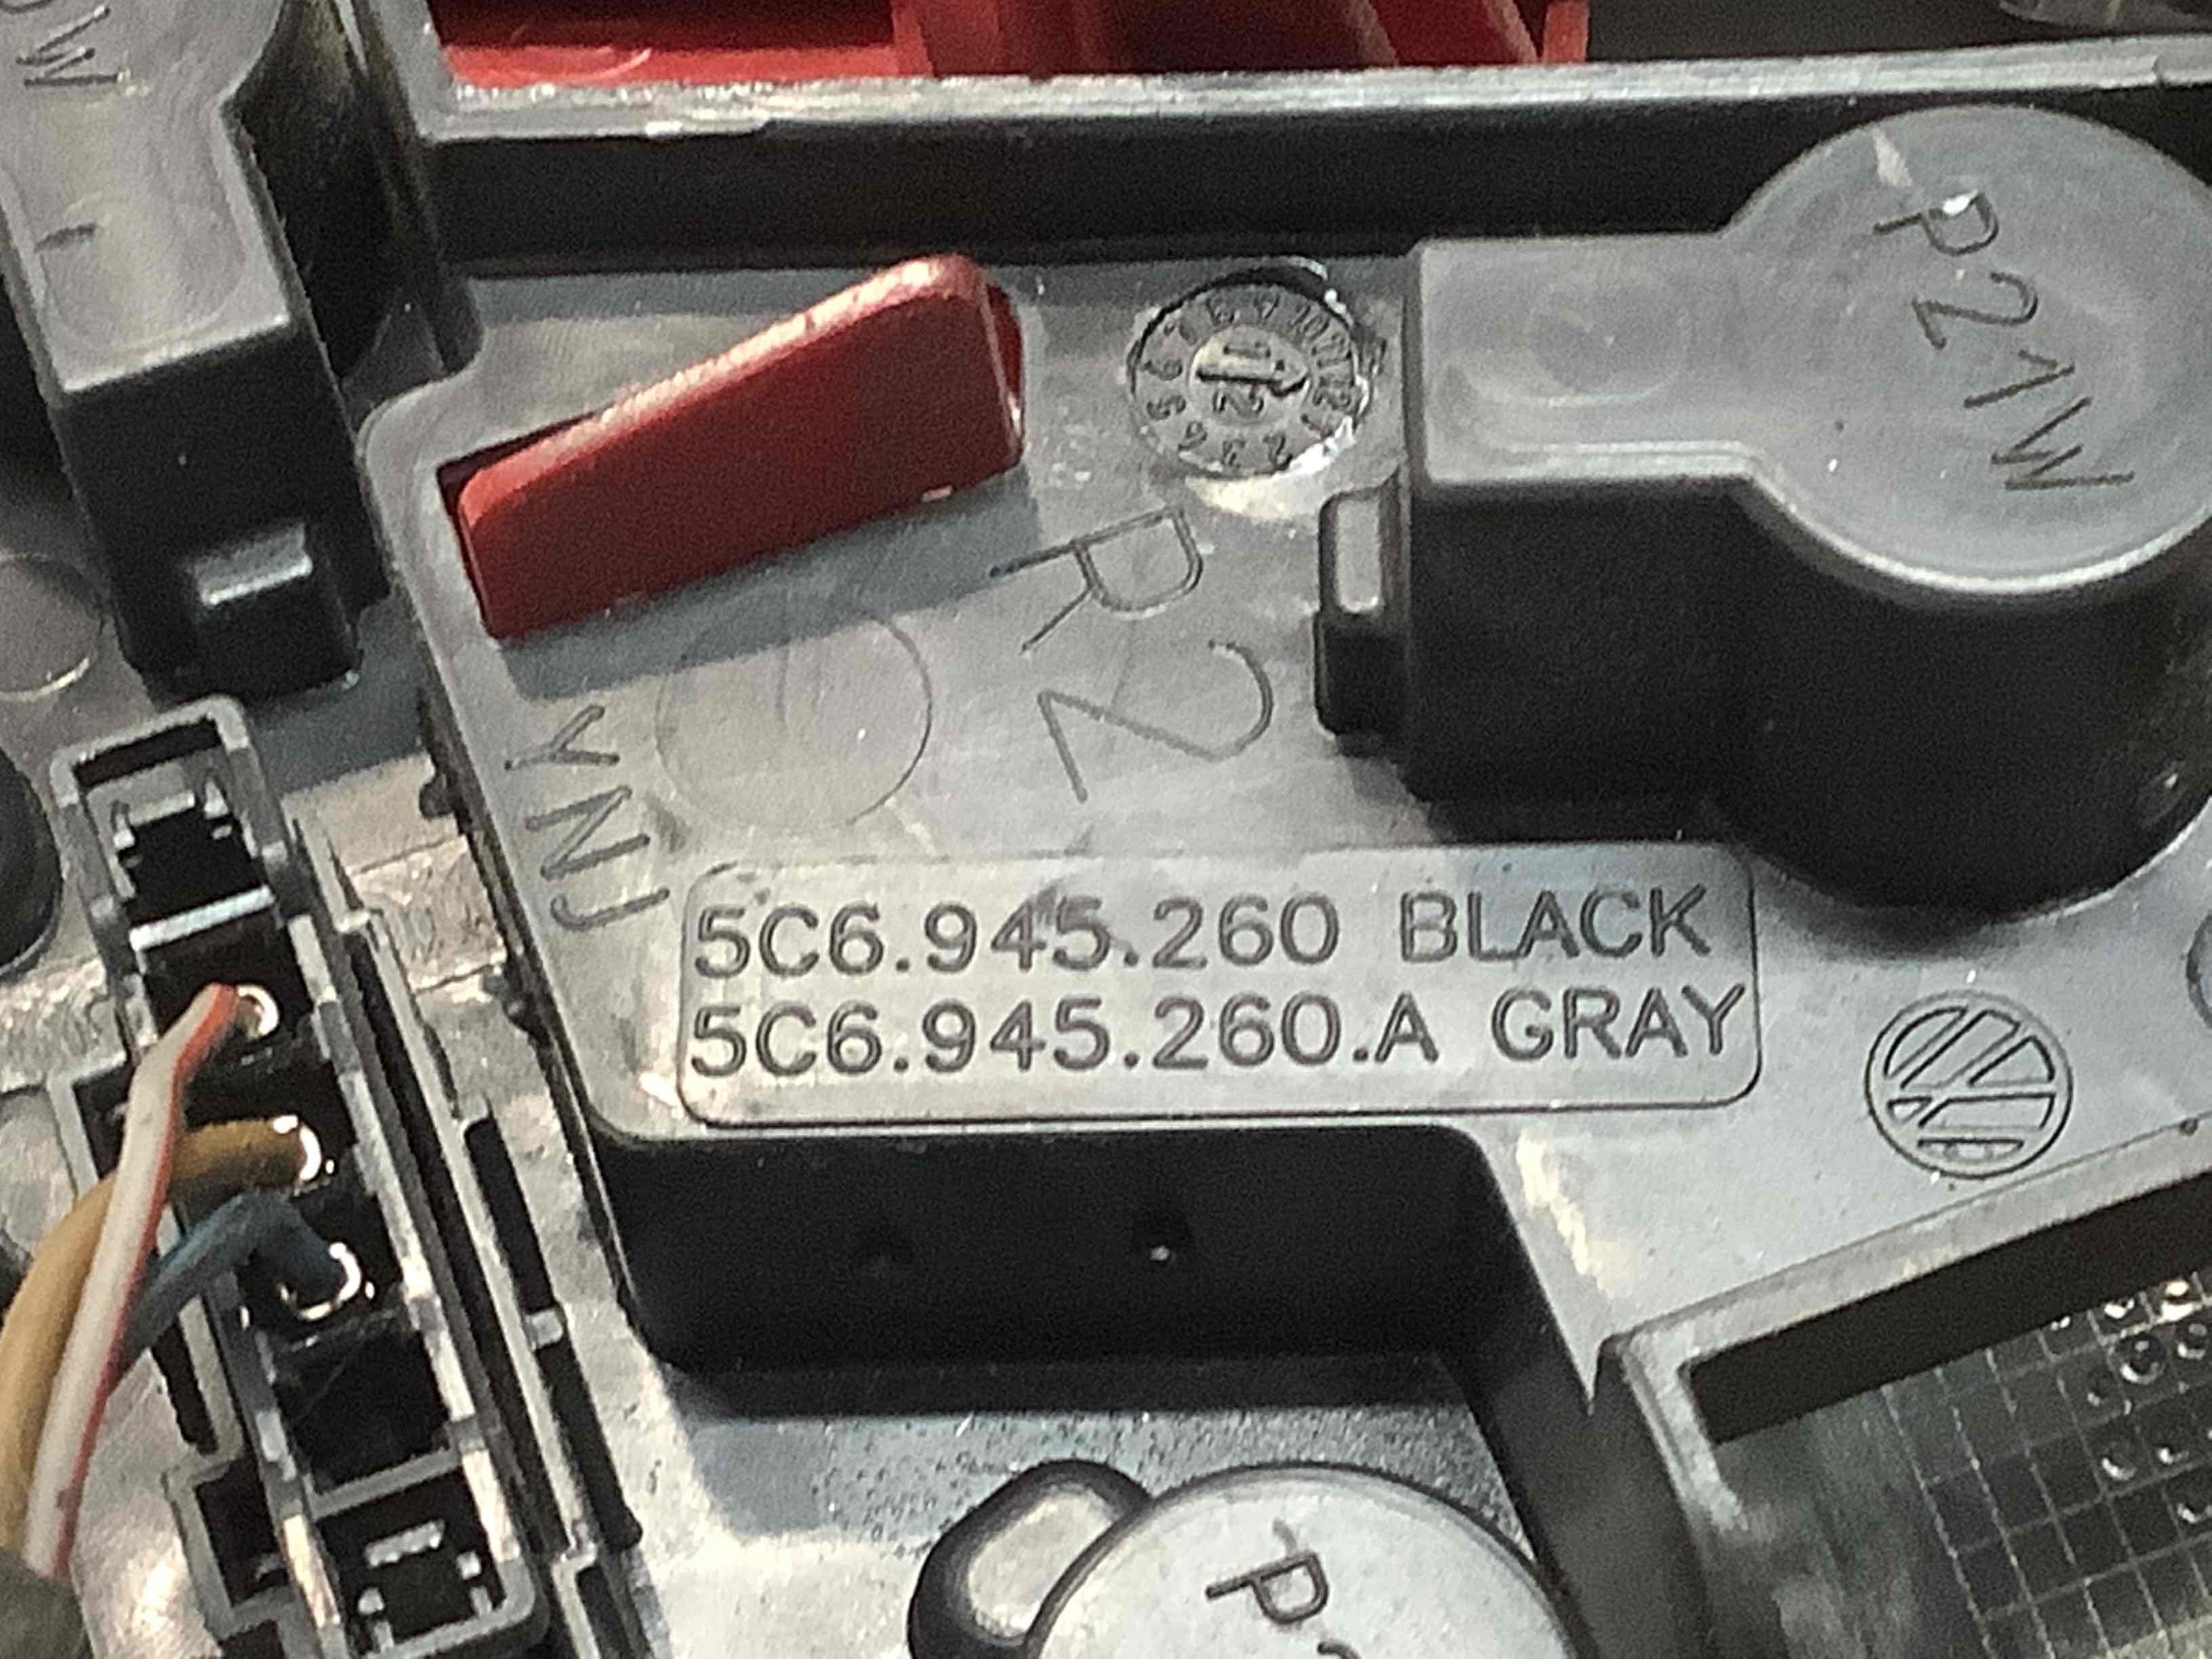 P21W
R2
YNJ
5C6.945.260 BLACK
5C6.945.260.A GRAY